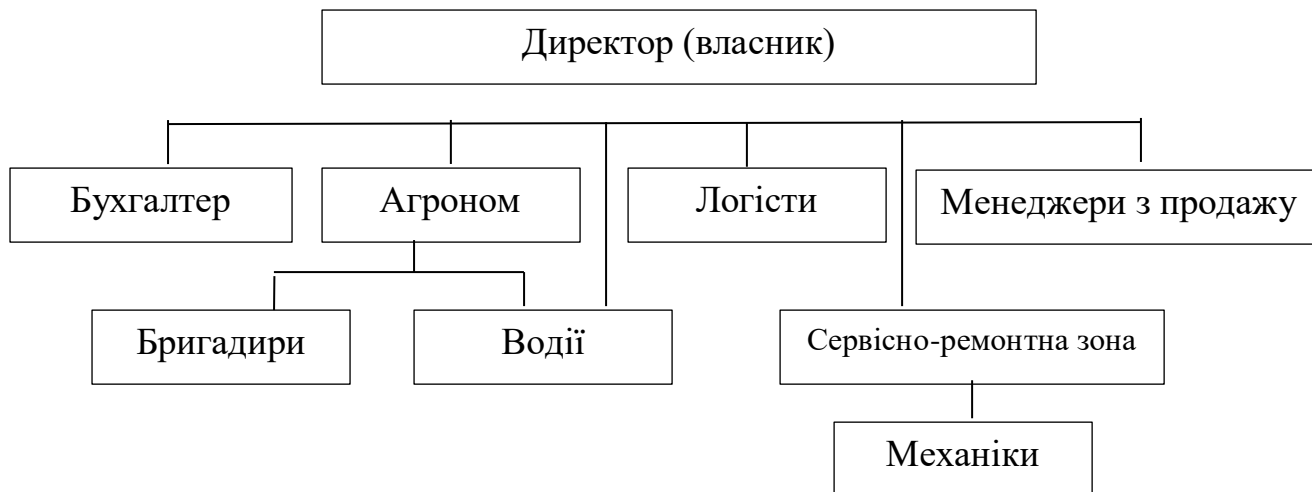 Директор (власник)
Бухгалтер
Агроном
Логісти
Менеджери з продажу
Бригадири
Водії
Сервісно-ремонтна зона
Механіки